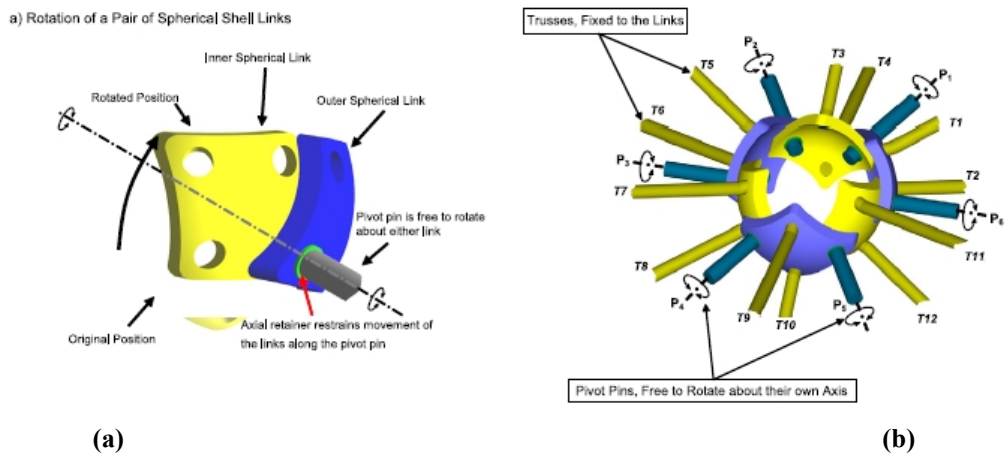 a) Rotation of a Pair of Spherical Shell Links
Inner Spherical Link
Rotated Position
Outer Spherical Link
Pivot pin is free to rotate
about either link
Original Position
Axial retainer restrains movement of
the links along the pivot pin
(a)
Trusses, Fixed to the Links
P2
T3
T4
T5
P1
T6
T1
P3
T2
T7
P6
T11
T8
P4
P5
T9
T10
T12
Pivot Pins, Free to Rotate about their own Axis
(b)